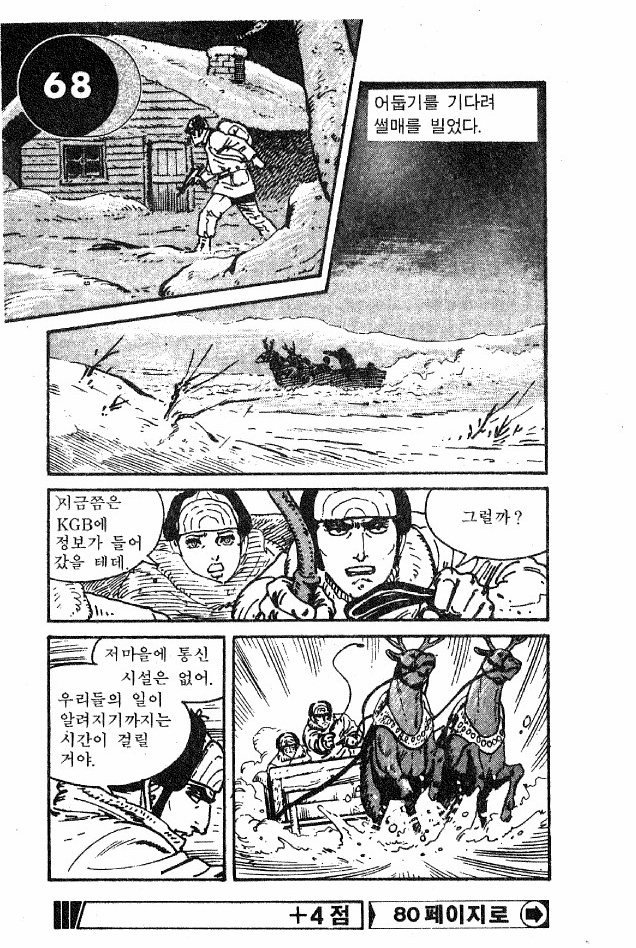 68
어둡기를 기다려
썰매를 빌었다.
지금쯤은
KGB에
정보가 들어
갔을 테데.
그럴까?
저마을에 통신
시설은 없어.
우리들의 일이
알려지기까지는
시간이 걸릴
거야.
+4점
80페이지로